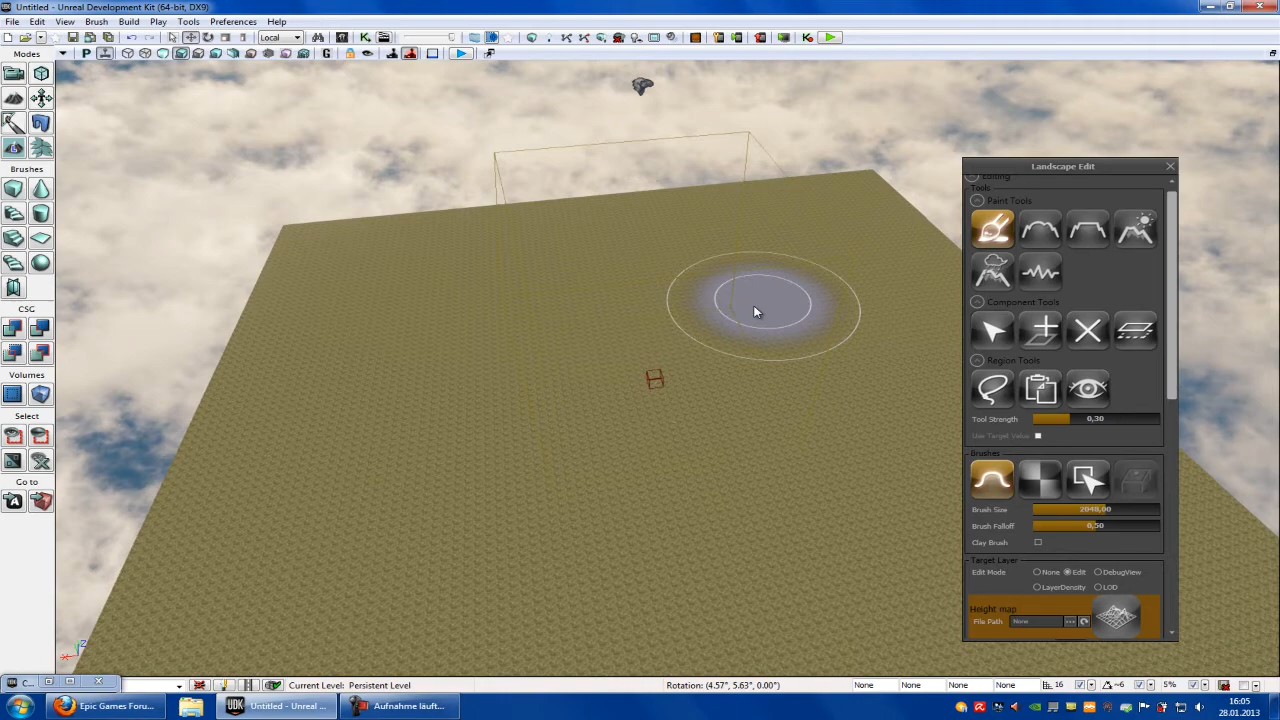 Untitled - Unreal Development Kit (64-bit, DX9)
File Edit View Brush Build Play Tools Preferences Help
Local
Modes
P
G
Brushes
CSG
Volumes
Select
Go to
Landscape Edit
Editing
Tools
Paint Tools
Component Tools
Region Tools
Tool Strength 0,30
Use Target Value
Brushes
Brush Size 2048,00
Brush Falloff 0,50
Clay Brush
Target Layer
Edit Mode None Edit DebugView
LayerDensity LOD
Height map
File Path None
Z
C...
Current Level: Persistent Level
Rotation: (4.57°, 5.63°, 0.00°)
None None None None 16 ~6 5%
Epic Games Foru...
UDK Untitled - Unreal ...
Aufnahme läuft...
16:05
28.01.2013